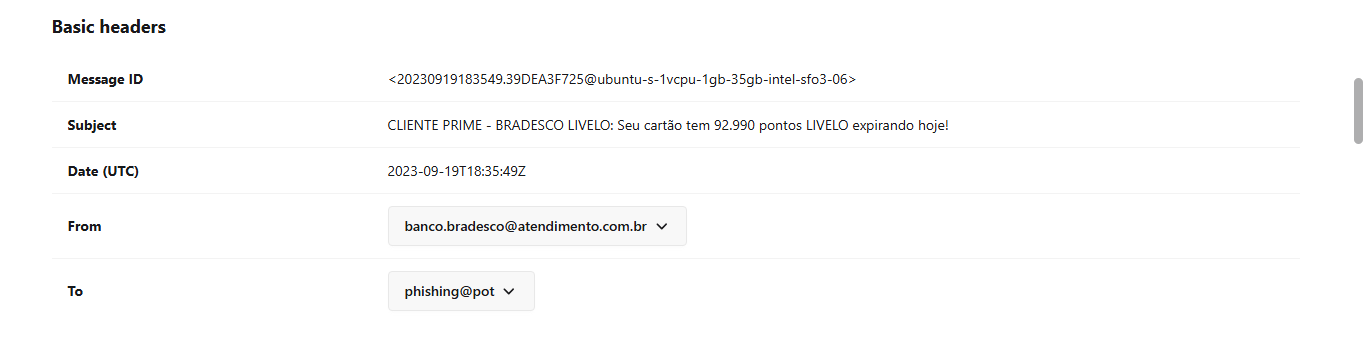 Basic headers
Message ID <20230919183549.39DEA3F725@ubuntu-s-1vcpu-1gb-35gb-intel-sfo3-06>
Subject CLIENTE PRIME - BRADESCO LIVELO: Seu cartão tem 92.990 pontos LIVELO expirando hoje!
Date (UTC) 2023-09-19T18:35:49Z
From banco.bradesco@atendimento.com.br
To phishing@pot